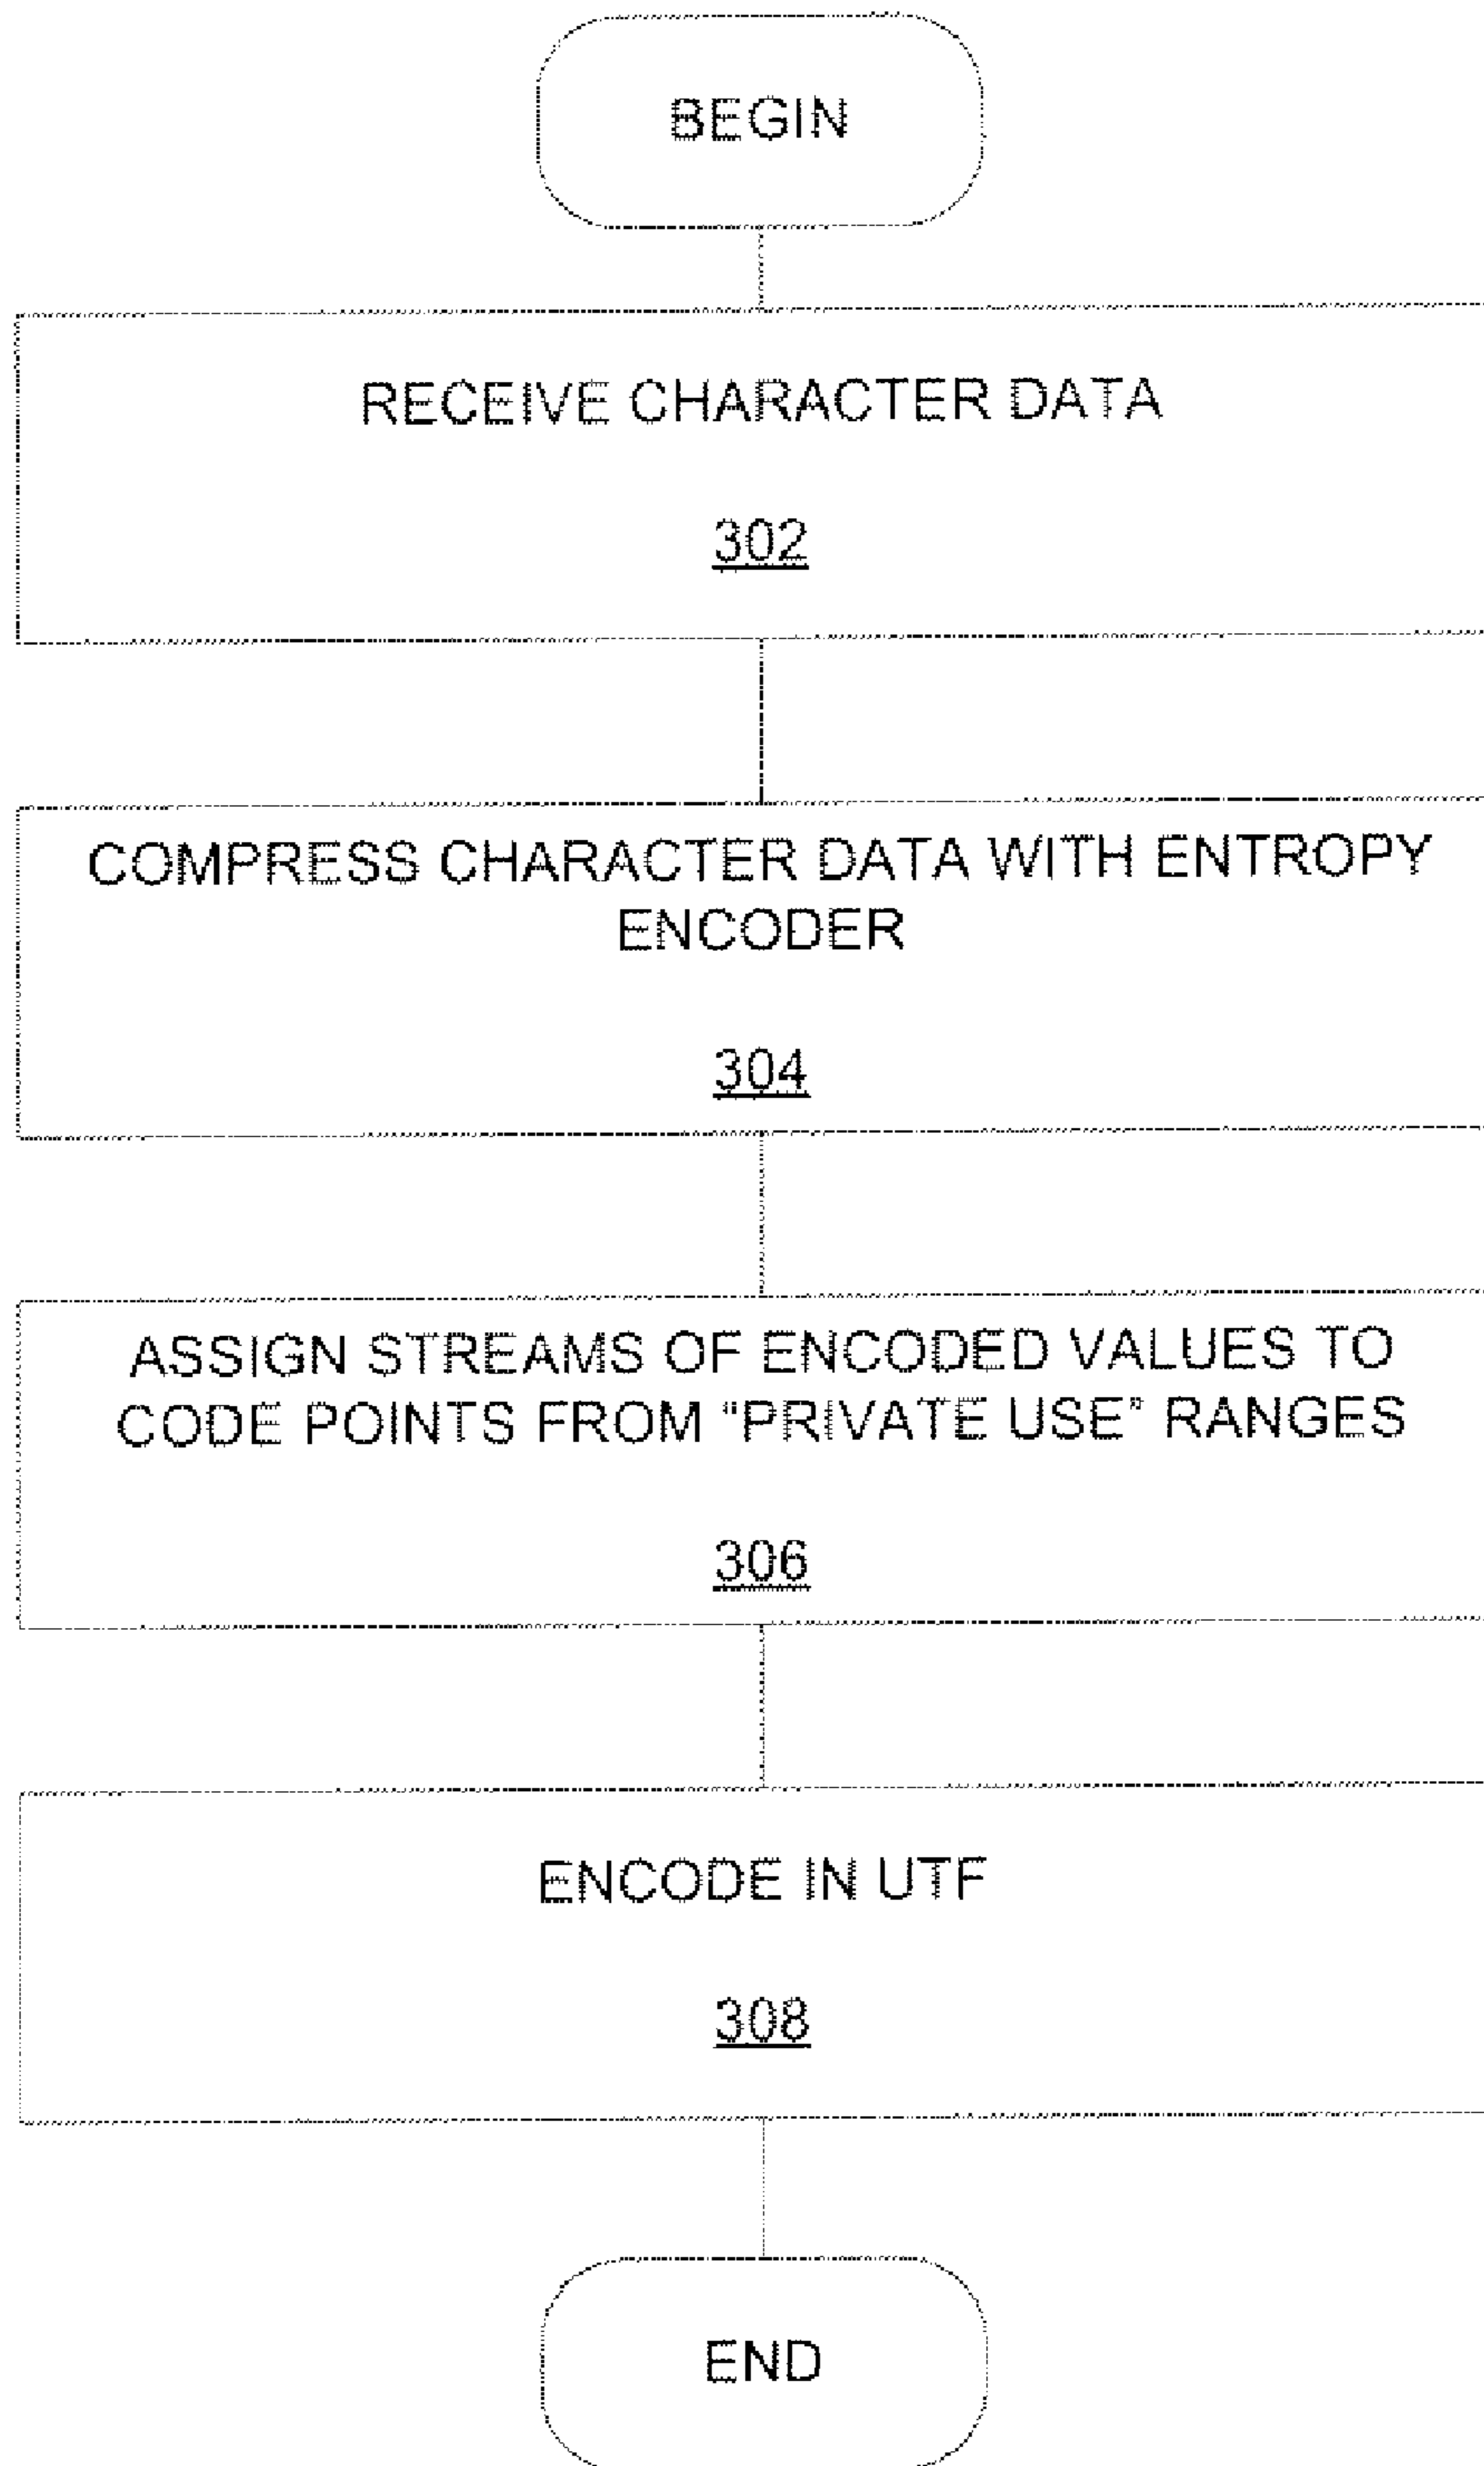 BEGIN
RECEIVE CHARACTER DATA
302
COMPRESS CHARACTER DATA WITH ENTROPY
ENCODER
304
ASSIGN STREAMS OF ENCODED VALUES TO
CODE POINTS FROM "PRIVATE USE" RANGES
306
ENCODE IN UTF
308
END